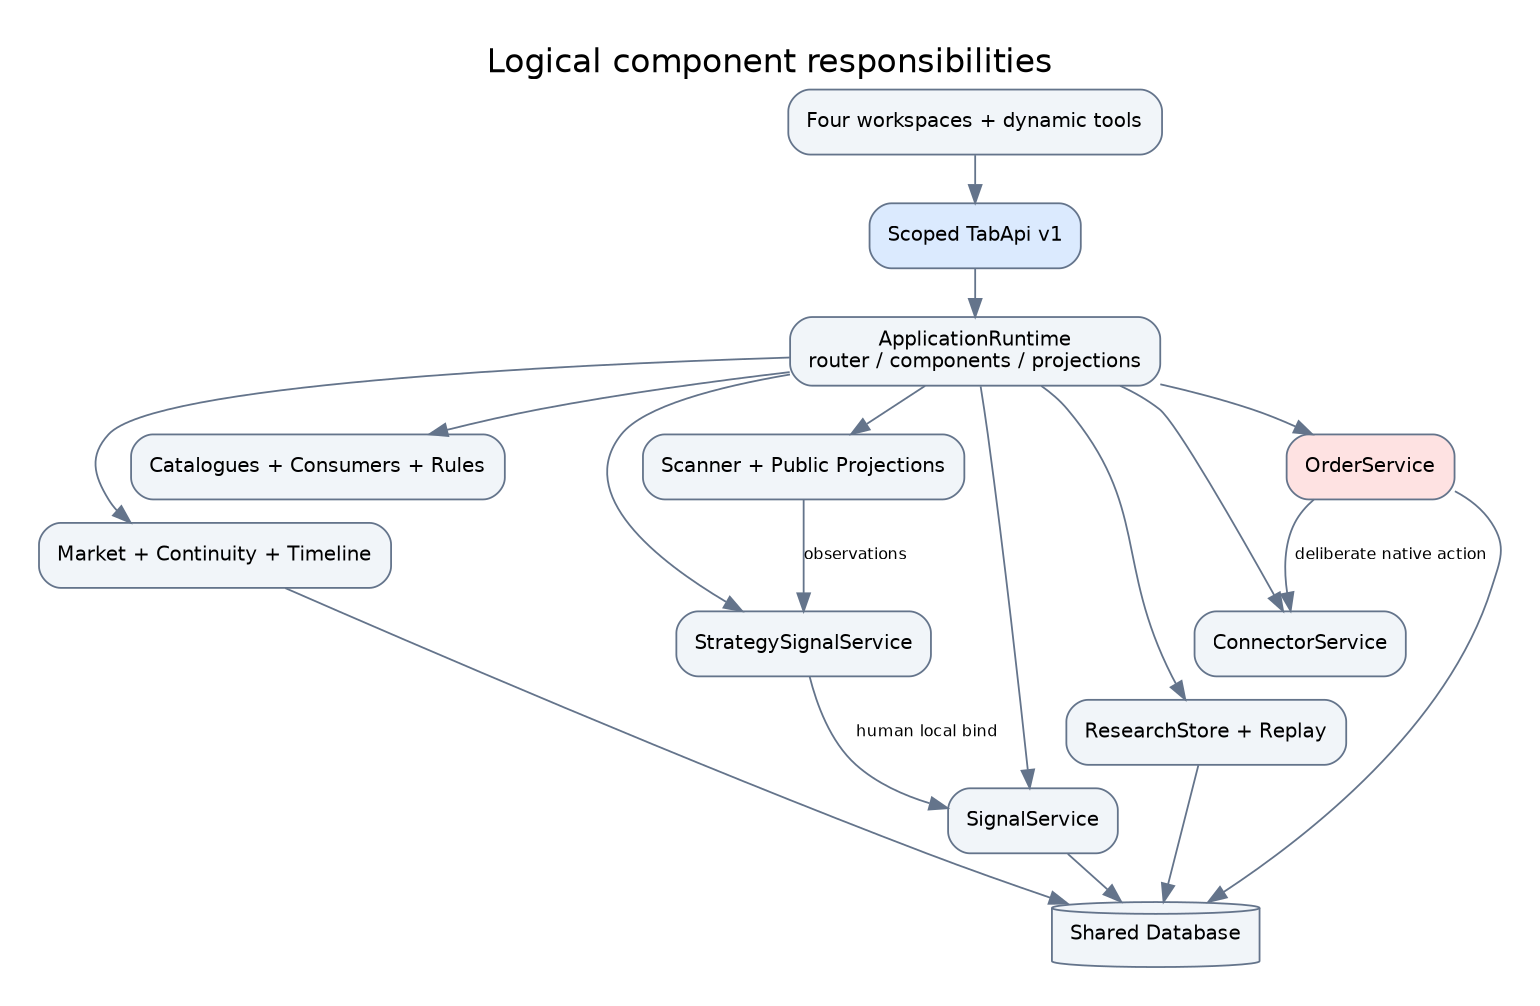 Logical component responsibilities
Four workspaces + dynamic tools
Scoped TabApi v1
ApplicationRuntime
router / components / projections
Catalogues + Consumers + Rules
Scanner + Public Projections
OrderService
Market + Continuity + Timeline
observations
deliberate native action
StrategySignalService
ConnectorService
human local bind
ResearchStore + Replay
SignalService
Shared Database